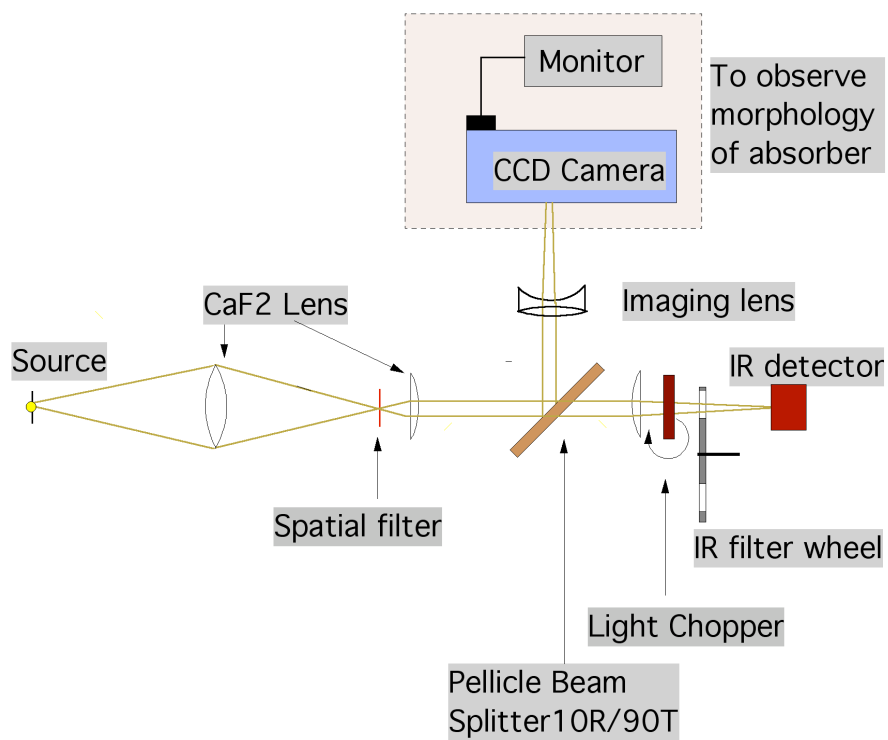 Monitor
To observe
morphology
of absorber
CCD Camera
CaF2 Lens
Imaging lens
Source
IR detector
Spatial filter
IR filter wheel
Light Chopper
Pellicle Beam
Splitter10R/90T